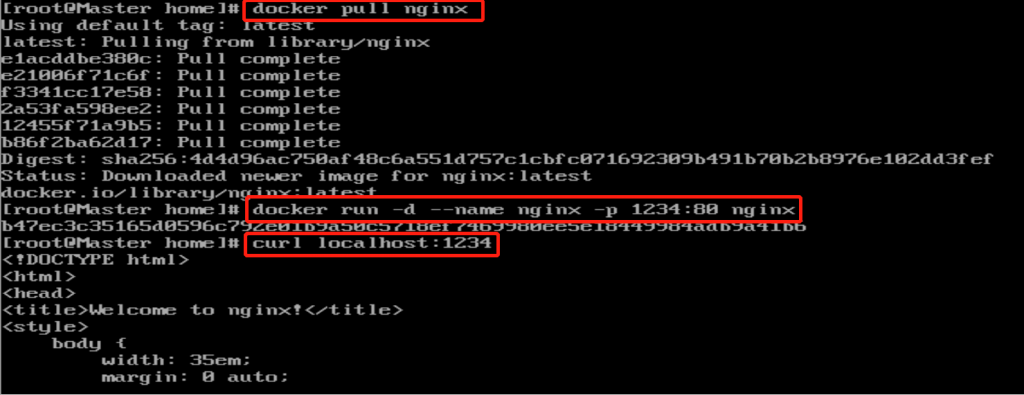 [root@Master home]# docker pull nginx
Using default tag: latest
latest: Pulling from library/nginx
e1acddbe380c: Pull complete
e21006f71c6f: Pull complete
f3341cc17e58: Pull complete
2a53fa598ee2: Pull complete
12455f71a9b5: Pull complete
b86f2ba62d17: Pull complete
Digest: sha256:4d4d96ac750af48c6a551d757c1cbfc071692309b491b70b2b8976e102dd3fef
Status: Downloaded newer image for nginx:latest
docker.io/library/nginx:latest
[root@Master home]# docker run -d --name nginx -p 1234:80 nginx
b47ec3c35165d0596c792e01b9a50c5718ef7469980ee5e18449984adb9a41b6
[root@Master home]# curl localhost:1234
<!DOCTYPE html>
<html>
<head>
<title>Welcome to nginx!</title>
<style>
    body {
        width: 35em;
        margin: 0 auto;